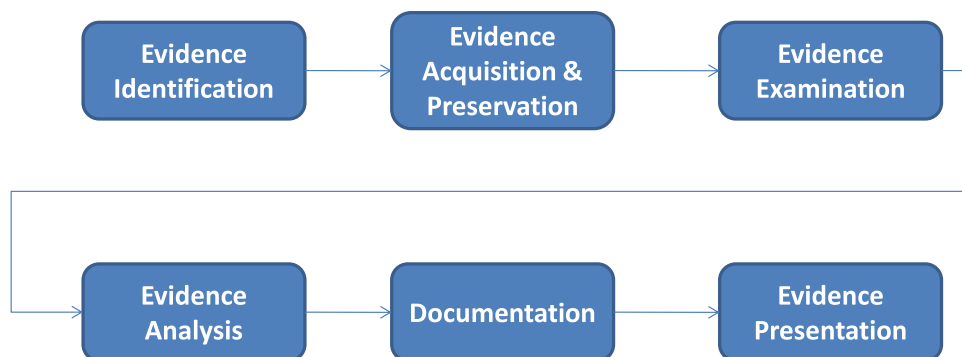 Evidence
Identification
Evidence
Acquisition &
Preservation
Evidence
Examination
Evidence
Analysis
Documentation
Evidence
Presentation